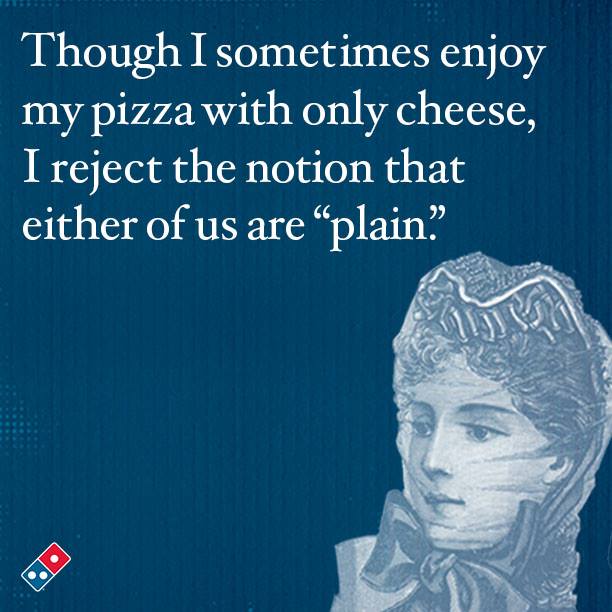 Though I sometimes enjoy
my pizza with only cheese,
I reject the notion that
either of us are “plain.”